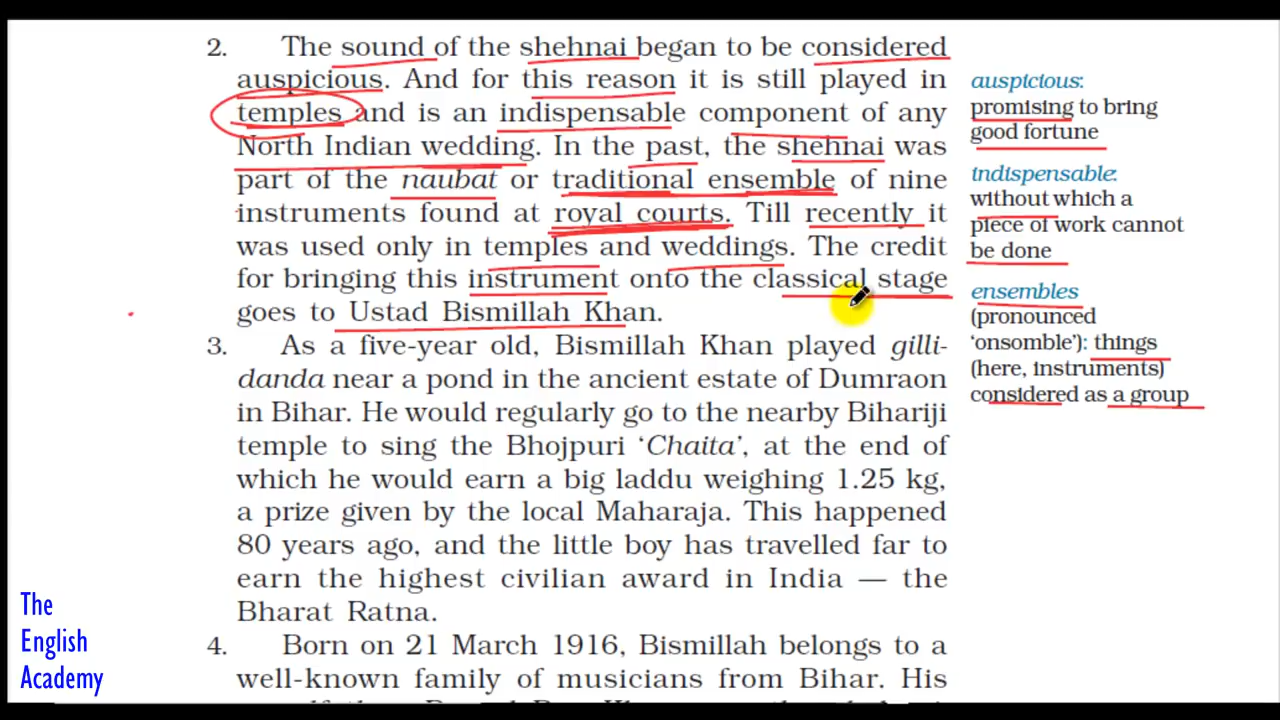 2. The sound of the shehnai began to be considered
auspicious. And for this reason it is still played in
temples and is an indispensable component of any
North Indian wedding. In the past, the shehnai was
part of the naubat or traditional ensemble of nine
instruments found at royal courts. Till recently it
was used only in temples and weddings. The credit
for bringing this instrument onto the classical stage
goes to Ustad Bismillah Khan.
3. As a five-year old, Bismillah Khan played gilli-
danda near a pond in the ancient estate of Dumraon
in Bihar. He would regularly go to the nearby Bihariji
temple to sing the Bhojpuri ‘Chaita’, at the end of
which he would earn a big laddu weighing 1.25 kg,
a prize given by the local Maharaja. This happened
80 years ago, and the little boy has travelled far to
earn the highest civilian award in India — the
Bharat Ratna.
4. Born on 21 March 1916, Bismillah belongs to a
well-known family of musicians from Bihar. His
auspicious:
promising to bring
good fortune
indispensable:
without which a
piece of work cannot
be done
ensembles
(pronounced
‘onsomble’): things
(here, instruments)
considered as a group
The
English
Academy